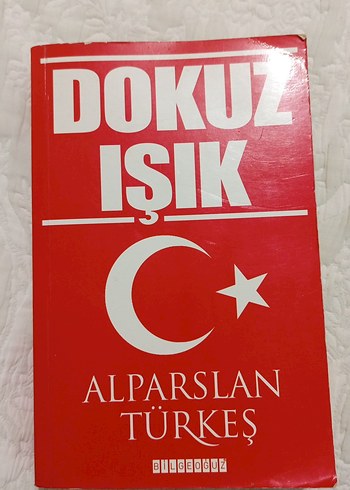 DOKUZ
IŞIK
ALPARSLAN
TÜRKEŞ
BİLGEOĞUZ